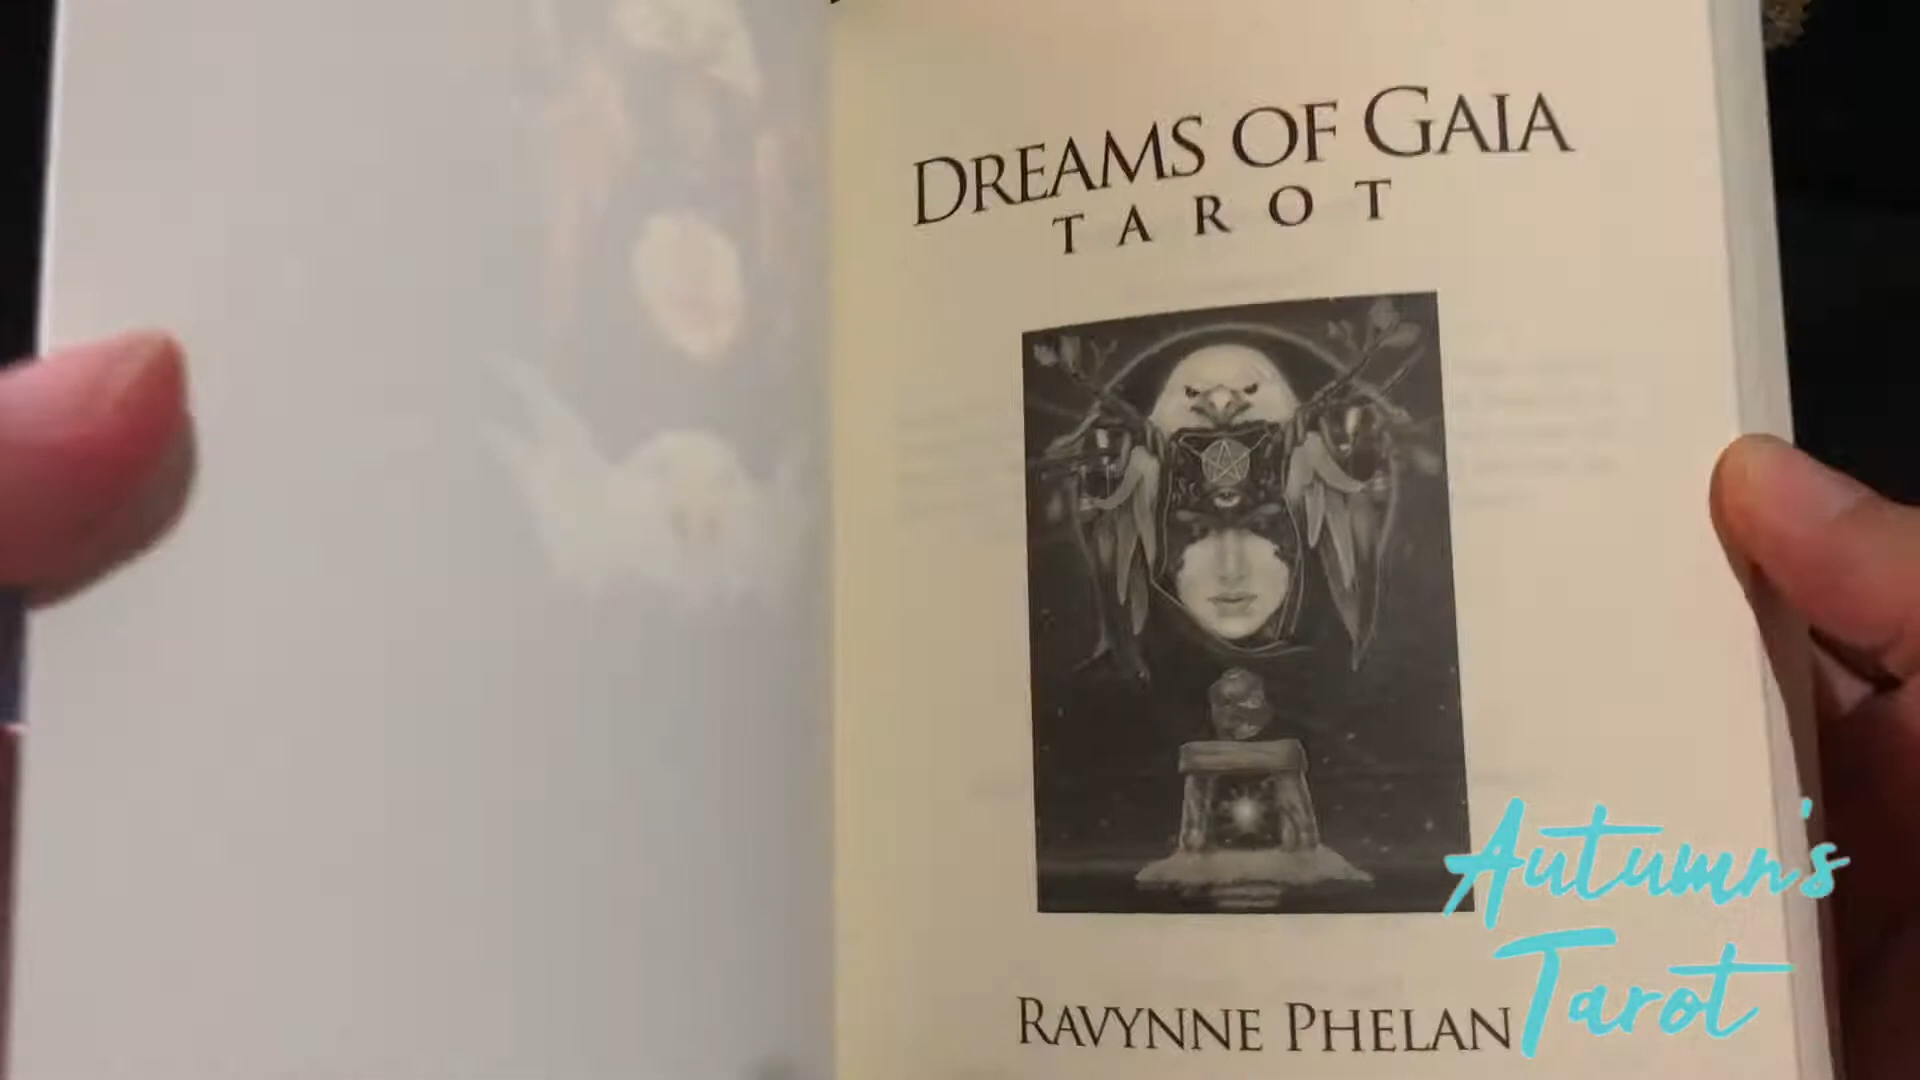 DREAMS OF GAIA
TAROT
RAVYNNE PHELAN
Autumn's
Tarot